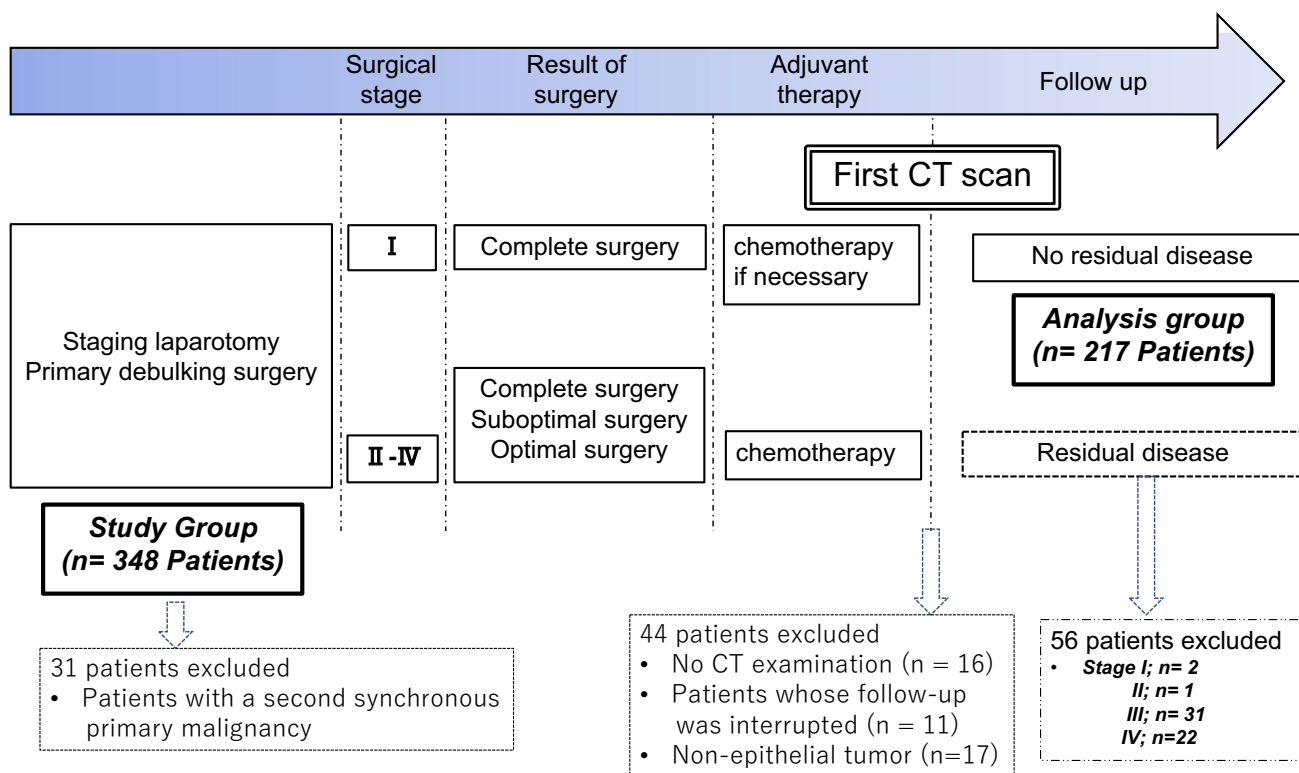 Surgical
stage
Result of
surgery
Adjuvant
therapy
Follow up
First CT scan
Staging laparotomy
Primary debulking surgery
I
Complete surgery
chemotherapy
if necessary
No residual disease
Analysis group
(n= 217 Patients)
II -IV
Complete surgery
Suboptimal surgery
Optimal surgery
chemotherapy
Residual disease
Study Group
(n= 348 Patients)
31 patients excluded
• Patients with a second synchronous
primary malignancy
44 patients excluded
• No CT examination (n = 16)
• Patients whose follow-up
was interrupted (n = 11)
• Non-epithelial tumor (n=17)
56 patients excluded
• Stage I; n= 2
II; n= 1
III; n= 31
IV; n=22